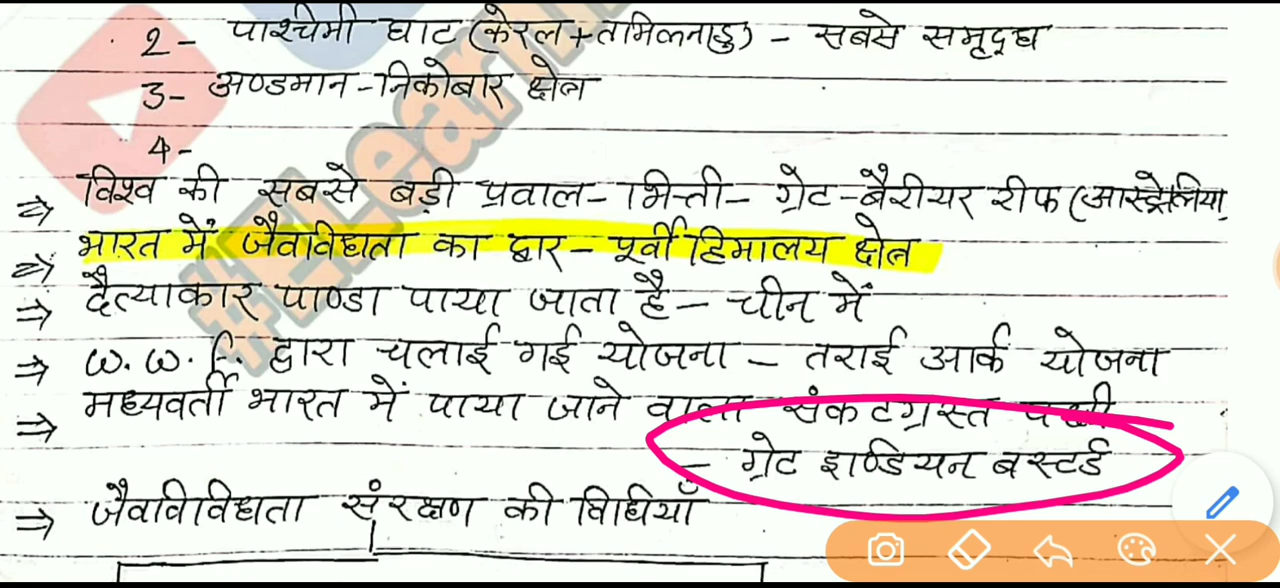 2- पाश्चिमी घाट (केरल+तमिलनाडु) - सबसे समृद्ध
3- अण्डमान-निकोबार क्षेत्र
4-
⇒ विश्व की सबसे बड़ी प्रवाल-भित्ती- ग्रेट-बैरीयर रीफ (आस्ट्रेलिया,
⇒ भारत में जैवविधता का द्वार- पूर्वी हिमालय क्षेत्र
⇒ दैत्याकार पाण्डा पाया जाता है- चीन में
⇒ W.W.F. द्वारा चलाई गई योजना - तराई आर्क योजना
⇒ मध्यवर्ती भारत में पाया जाने वाला संकटग्रस्त पक्षी
- ग्रेट इण्डियन बस्टर्ड
⇒ जैवविविधता संरक्षण की विधियाँ
#ELearn